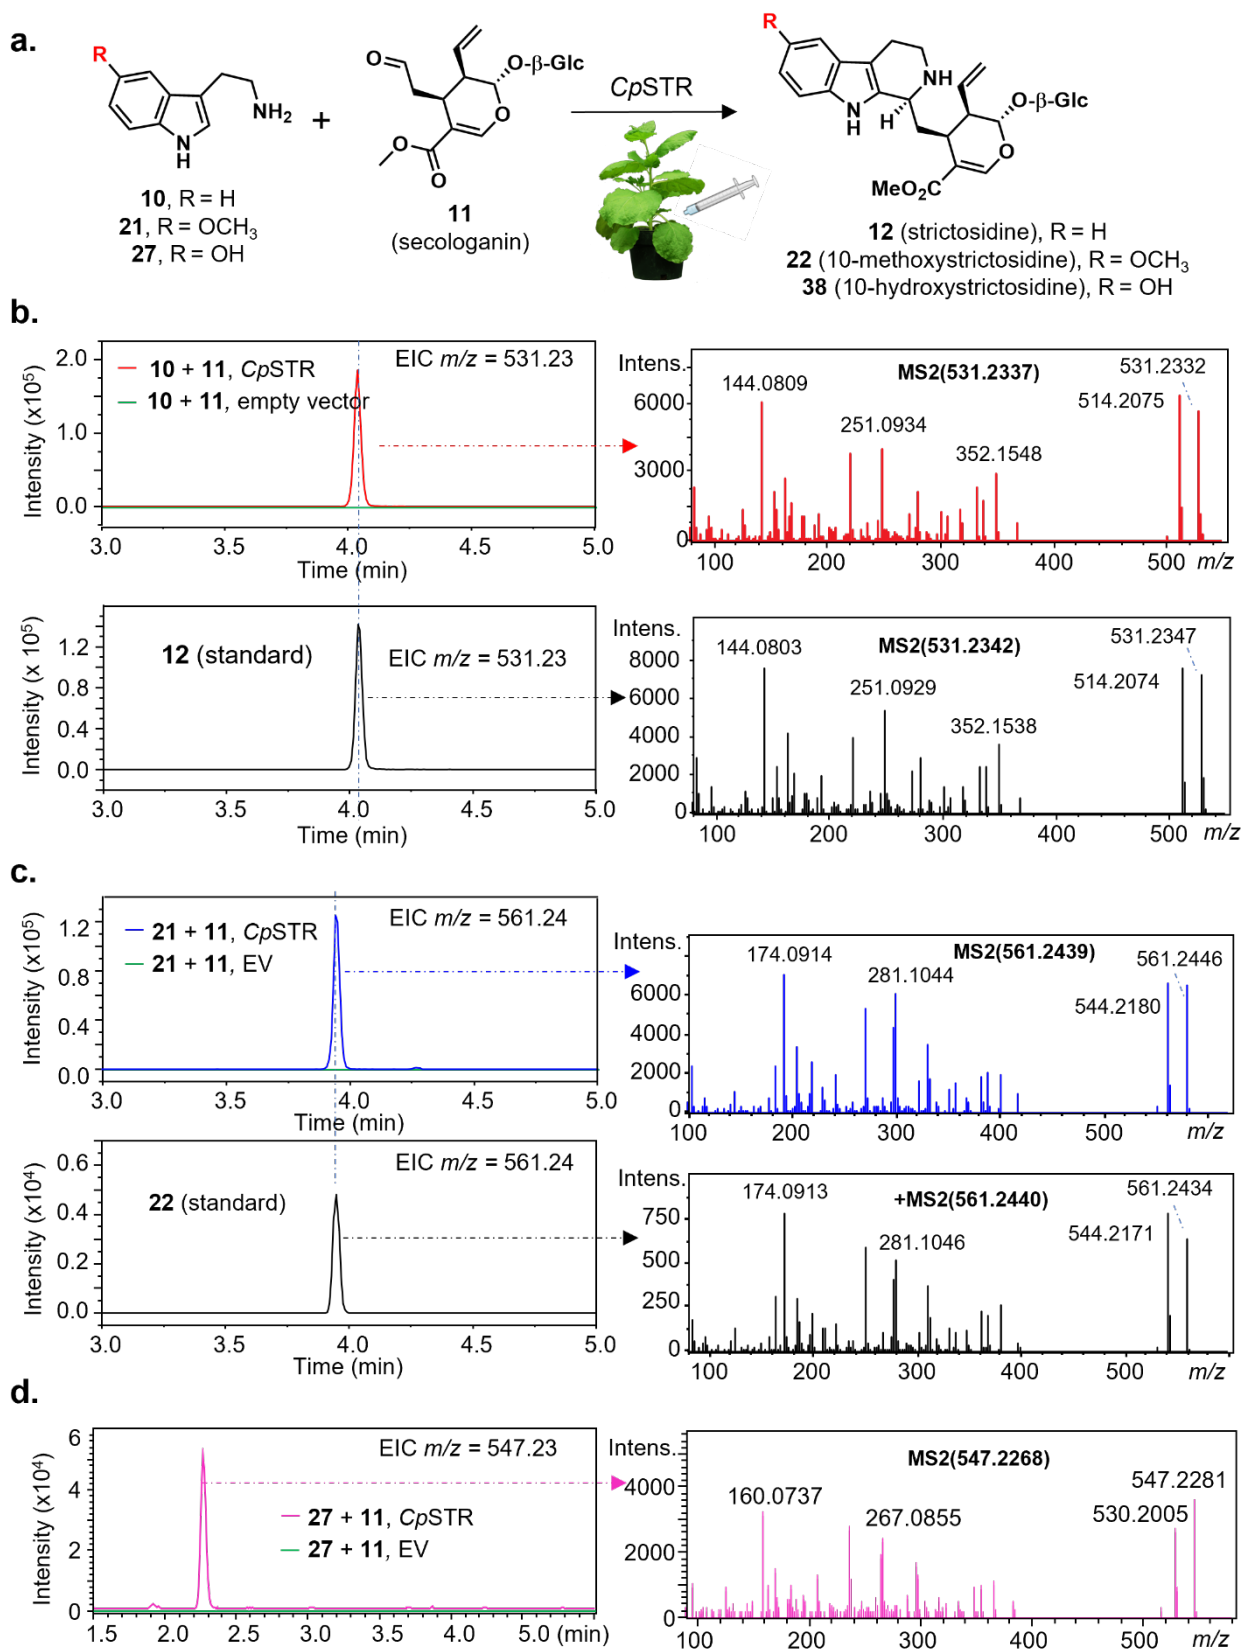 a.
R
NH2
N
H
+
O
O-β-Glc
O
O
O
CpSTR
R
NH
N
H
H
O-β-Glc
O
MeO2C
10, R = H
21, R = OCH3
27, R = OH
11
(secologanin)
12 (strictosidine), R = H
22 (10-methoxystrictosidine), R = OCH3
38 (10-hydroxystrictosidine), R = OH
b.
Intensity (x10⁵)
2.0
1.0
0.0
10 + 11, CpSTR
10 + 11, empty vector
EIC m/z = 531.23
3.0 3.5 4.0 4.5 5.0
Time (min)
Intens.
6000
3000
0
MS2(531.2337)
144.0809
251.0934
352.1548
514.2075
531.2332
100 200 300 400 500 m/z
Intensity (x 10⁵)
1.2
0.8
0.4
0.0
12 (standard)
EIC m/z = 531.23
3.0 3.5 4.0 4.5 5.0
Time (min)
Intens.
8000
6000
4000
2000
0
MS2(531.2342)
144.0803
251.0929
352.1538
514.2074
531.2347
100 200 300 400 500 m/z
c.
Intensity (x10⁵)
1.2
0.8
0.4
0.0
21 + 11, CpSTR
21 + 11, EV
EIC m/z = 561.24
3.0 3.5 4.0 4.5 5.0
Time (min)
Intens.
6000
4000
2000
0
MS2(561.2439)
174.0914
281.1044
544.2180
561.2446
100 200 300 400 500 m/z
Intensity (x10⁴)
0.6
0.4
0.2
0.0
22 (standard)
EIC m/z = 561.24
3.0 3.5 4.0 4.5 5.0
Time (min)
Intens.
750
500
250
0
+MS2(561.2440)
174.0913
281.1046
544.2171
561.2434
100 200 300 400 500 m/z
d.
Intensity (x10⁴)
6
4
2
0
EIC m/z = 547.23
27 + 11, CpSTR
27 + 11, EV
1.5 2.0 2.5 3.0 3.5 4.0 4.5 5.0 (min)
Intens.
4000
2000
0
MS2(547.2268)
160.0737
267.0855
530.2005
547.2281
100 200 300 400 500 m/z